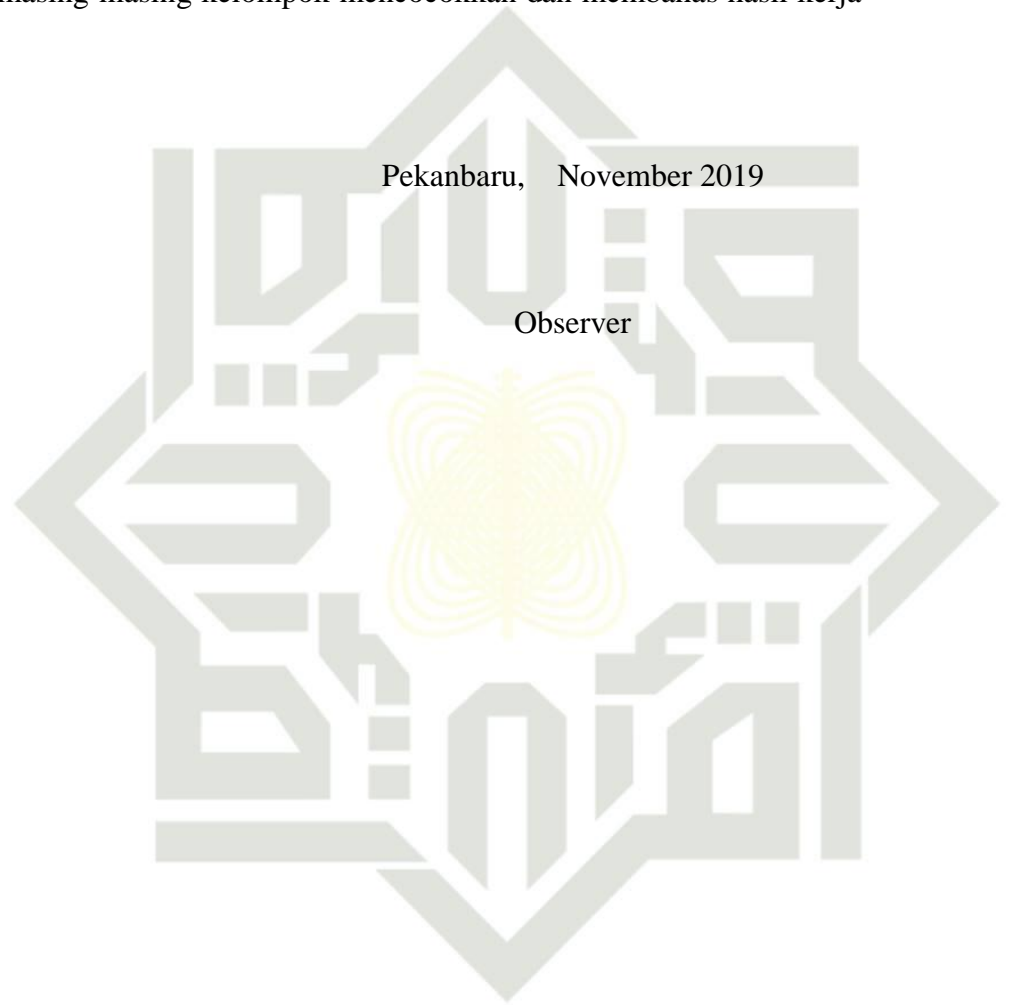 masing-masing kelompok mencocokkan dan membahas hasil kerja
Pekanbaru, November 2019
Observer